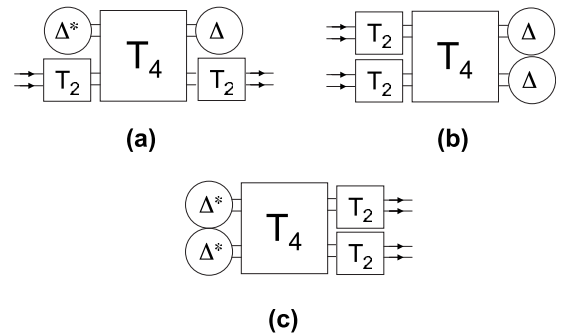 Δ* T₄ Δ T₂ Δ
T₂ T₂ T₄
T₂ Δ
(a) (b)
Δ* T₂
T₄
Δ* T₂
(c)